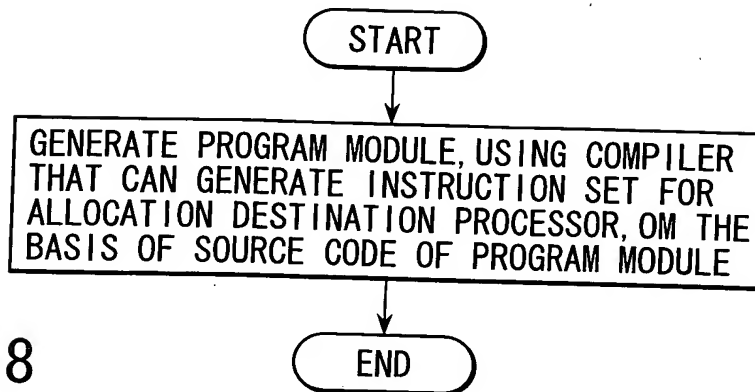 START
GENERATE PROGRAM MODULE, USING COMPILER
THAT CAN GENERATE INSTRUCTION SET FOR
ALLOCATION DESTINATION PROCESSOR, OM THE
BASIS OF SOURCE CODE OF PROGRAM MODULE
8
END